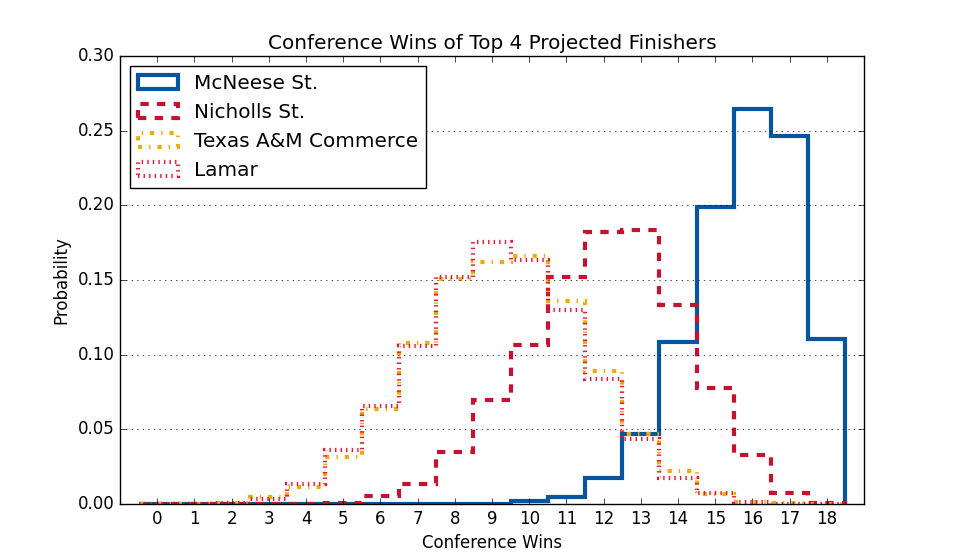 Conference Wins of Top 4 Projected Finishers
0.30
0.25
0.20
0.15
0.10
0.05
0.00
Probability
McNeese St.
Nicholls St.
Texas A&M Commerce
Lamar
0 1 2 3 4 5 6 7 8 9 10 11 12 13 14 15 16 17 18
Conference Wins